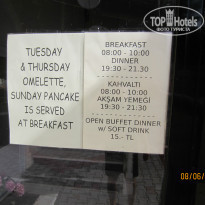 TOPHotels
ФОТО ТУРИСТА
TUESDAY
& THURSDAY
OMELETTE,
SUNDAY PANCAKE
IS SERVED
AT BREAKFAST
BREAKFAST
08:00 - 10:00
DINNER
19:30 - 21:30
KAHVALTI
08:00 - 10:00
AKŞAM YEMEĞİ
19:30 - 21:30
OPEN BUFFET DINNER
w/ SOFT DRINK
15.- TL
08/06/